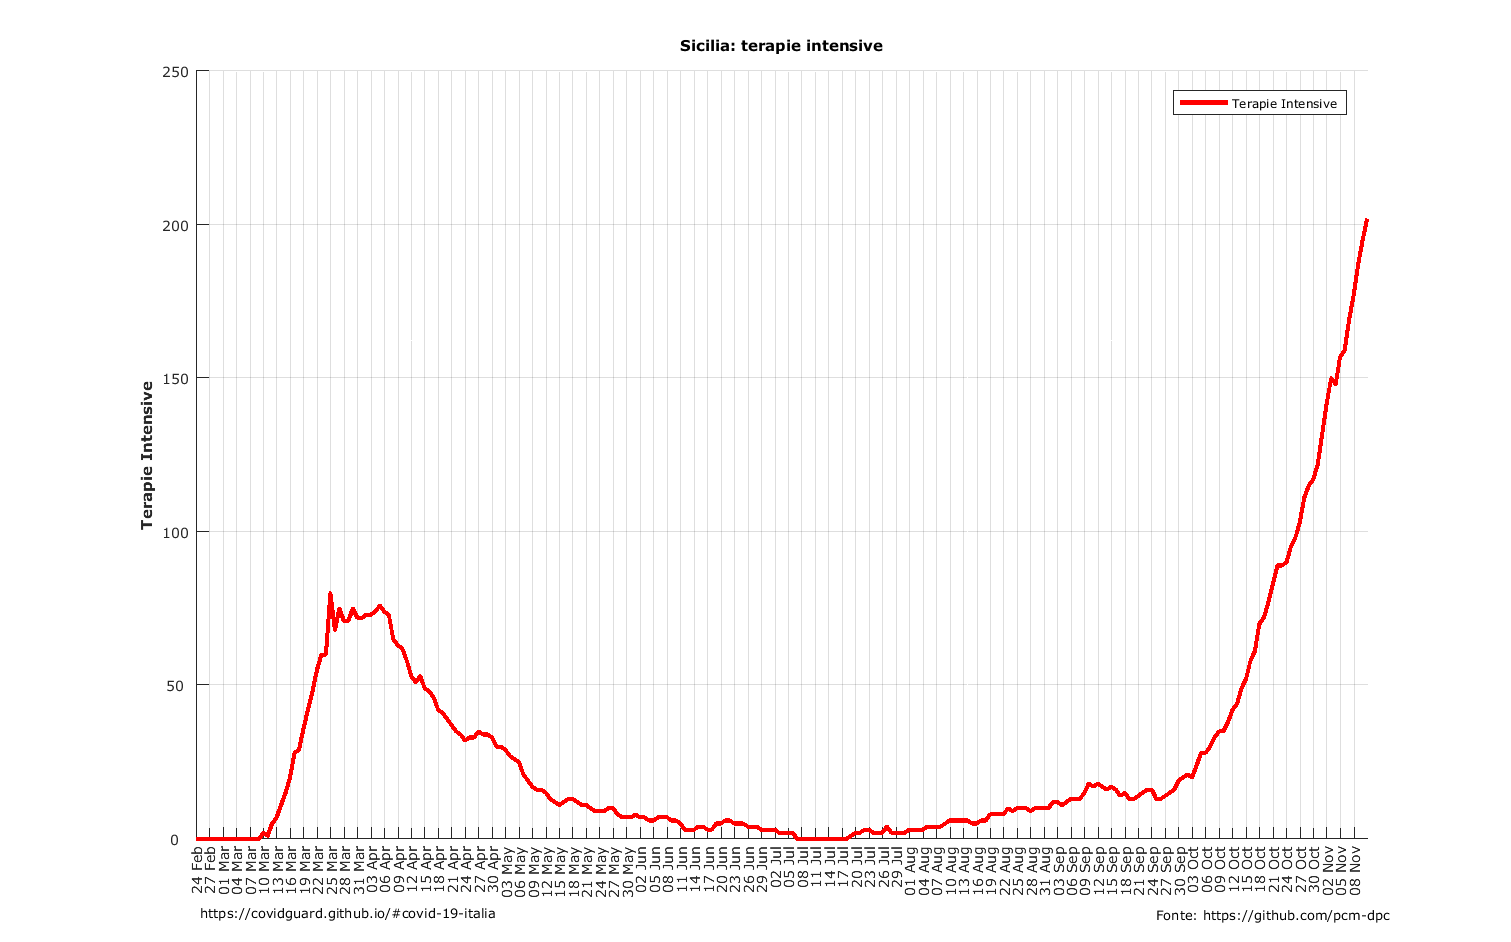 Sicilia: terapie intensive
Terapie Intensive
250
200
150
100
50
0
Terapie Intensive
24 Feb
27 Feb
01 Mar
04 Mar
07 Mar
10 Mar
13 Mar
16 Mar
19 Mar
22 Mar
25 Mar
28 Mar
31 Mar
03 Apr
06 Apr
09 Apr
12 Apr
15 Apr
18 Apr
21 Apr
24 Apr
27 Apr
30 Apr
03 May
06 May
09 May
12 May
15 May
18 May
21 May
24 May
27 May
30 May
02 Jun
05 Jun
08 Jun
11 Jun
14 Jun
17 Jun
20 Jun
23 Jun
26 Jun
29 Jun
02 Jul
05 Jul
08 Jul
11 Jul
14 Jul
17 Jul
20 Jul
23 Jul
26 Jul
29 Jul
01 Aug
04 Aug
07 Aug
10 Aug
13 Aug
16 Aug
19 Aug
22 Aug
25 Aug
28 Aug
31 Aug
03 Sep
06 Sep
09 Sep
12 Sep
15 Sep
18 Sep
21 Sep
24 Sep
27 Sep
30 Sep
03 Oct
06 Oct
09 Oct
12 Oct
15 Oct
18 Oct
21 Oct
24 Oct
27 Oct
30 Oct
02 Nov
05 Nov
08 Nov
https://covidguard.github.io/#covid-19-italia
Fonte: https://github.com/pcm-dpc